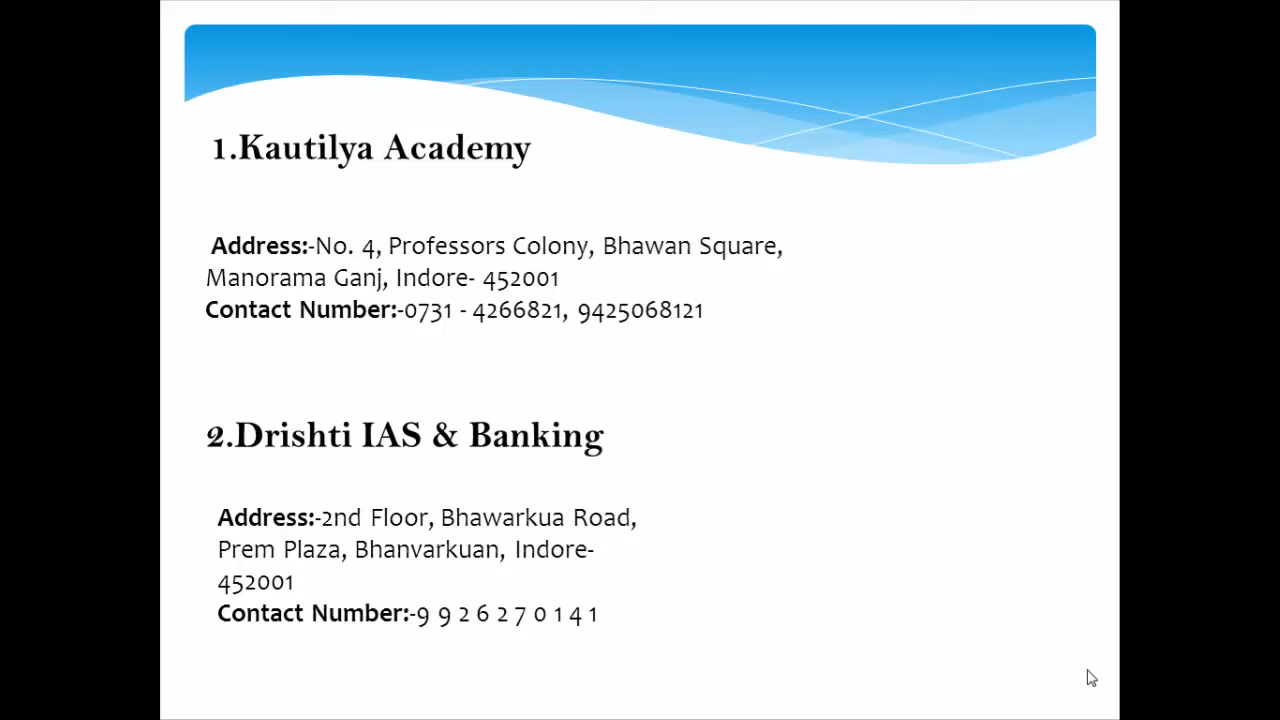 1.Kautilya Academy
Address:-No. 4, Professors Colony, Bhawan Square,
Manorama Ganj, Indore- 452001
Contact Number:-0731 - 4266821, 9425068121
2.Drishti IAS & Banking
Address:-2nd Floor, Bhawarkua Road,
Prem Plaza, Bhanvarkuan, Indore-
452001
Contact Number:-9 9 2 6 2 7 0 1 4 1